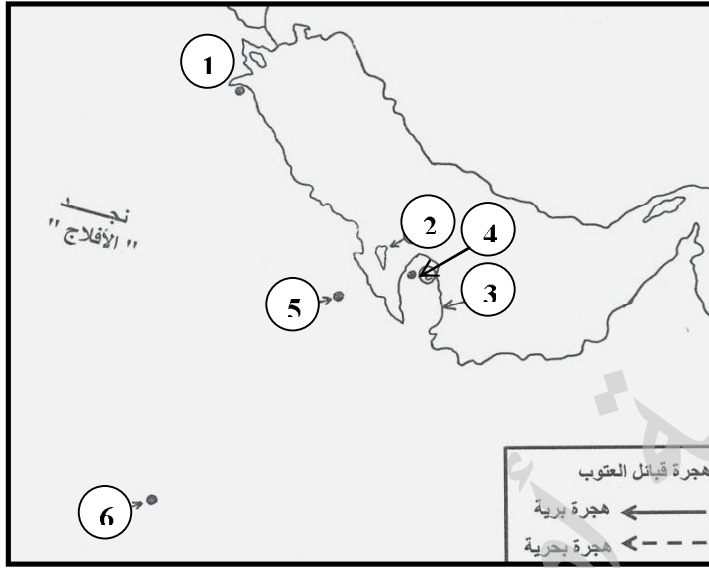 1
نجد
" الأفلاج "
2
4
3
5
6
هجرة قبائل العتوب
هجرة برية
هجرة بحرية